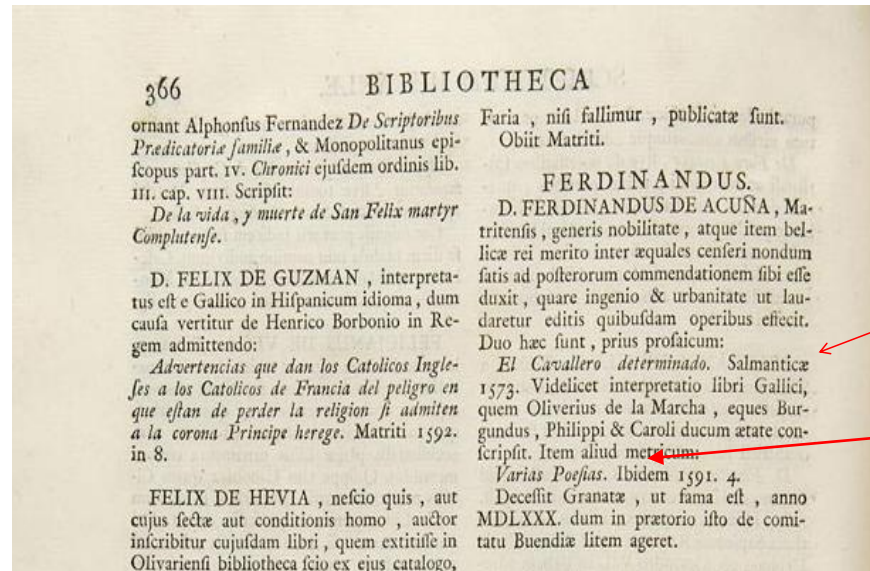 366 BIBLIOTHECA
ornant Alphonſus Fernandez De Scriptoribus
Prædicatoriæ familiæ, & Monopolitanus epi-
ſcopus part. IV. Chronici ejuſdem ordinis lib.
III. cap. VIII. Scripſit:
De la vida, y muerte de San Felix martyr
Complutenſe.
D. FELIX DE GUZMAN, interpreta-
tus eſt e Gallico in Hiſpanicum idioma, dum
cauſa vertitur de Henrico Borbonio in Re-
gem admittendo:
Advertencias que dan los Catolicos Ingle-
ſes a los Catolicos de Francia del peligro en
que eſtan de perder la religion ſi admiten
a la corona Principe herege. Matriti 1592.
in 8.
FELIX DE HEVIA, neſcio quis, aut
cujus ſectæ aut conditionis homo, auctor
inſcribitur cujuſdam libri, quem extitiſſe in
Olivarienſi bibliotheca ſcio ex ejus catalogo,
Faria, niſi fallimur, publicatæ ſunt.
Obiit Matriti.
FERDINANDUS.
D. FERDINANDUS DE ACUÑA, Ma-
tritenſis, generis nobilitate, atque item bel-
licæ rei merito inter æquales cenſeri nondum
ſatis ad poſterorum commendationem ſibi eſſe
duxit, quare ingenio & urbanitate ut lau-
daretur editis quibuſdam operibus effecit.
Duo hæc ſunt, prius proſaicum:
El Cavallero determinado. Salmanticæ
1573. Videlicet interpretatio libri Gallici,
quem Oliverius de la Marcha, eques Bur-
gundus, Philippi & Caroli ducum ætate con-
ſcripſit. Item aliud metricum:
Varias Poeſias. Ibidem 1591. 4.
Deceſſit Granatæ, ut fama eſt, anno
MDLXXX. dum in prætorio iſto de comi-
tatu Buendiæ litem ageret.